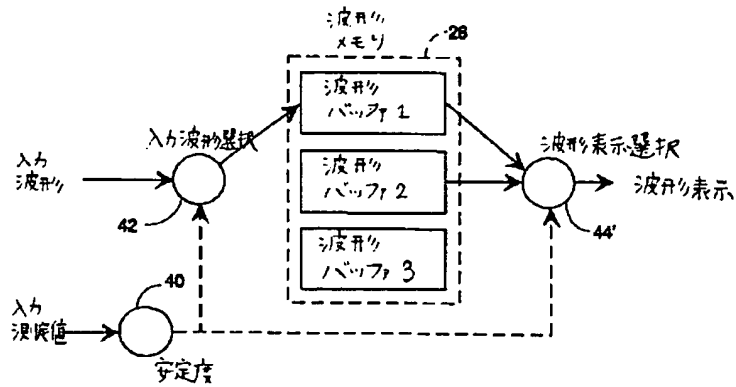 波形
メモリ
28
波形
バッファ 1
入力波形選択
波形表示選択
入力
波形
波形
バッファ 2
波形表示
42
44'
波形
バッファ 3
40
入力
測定値
安定度